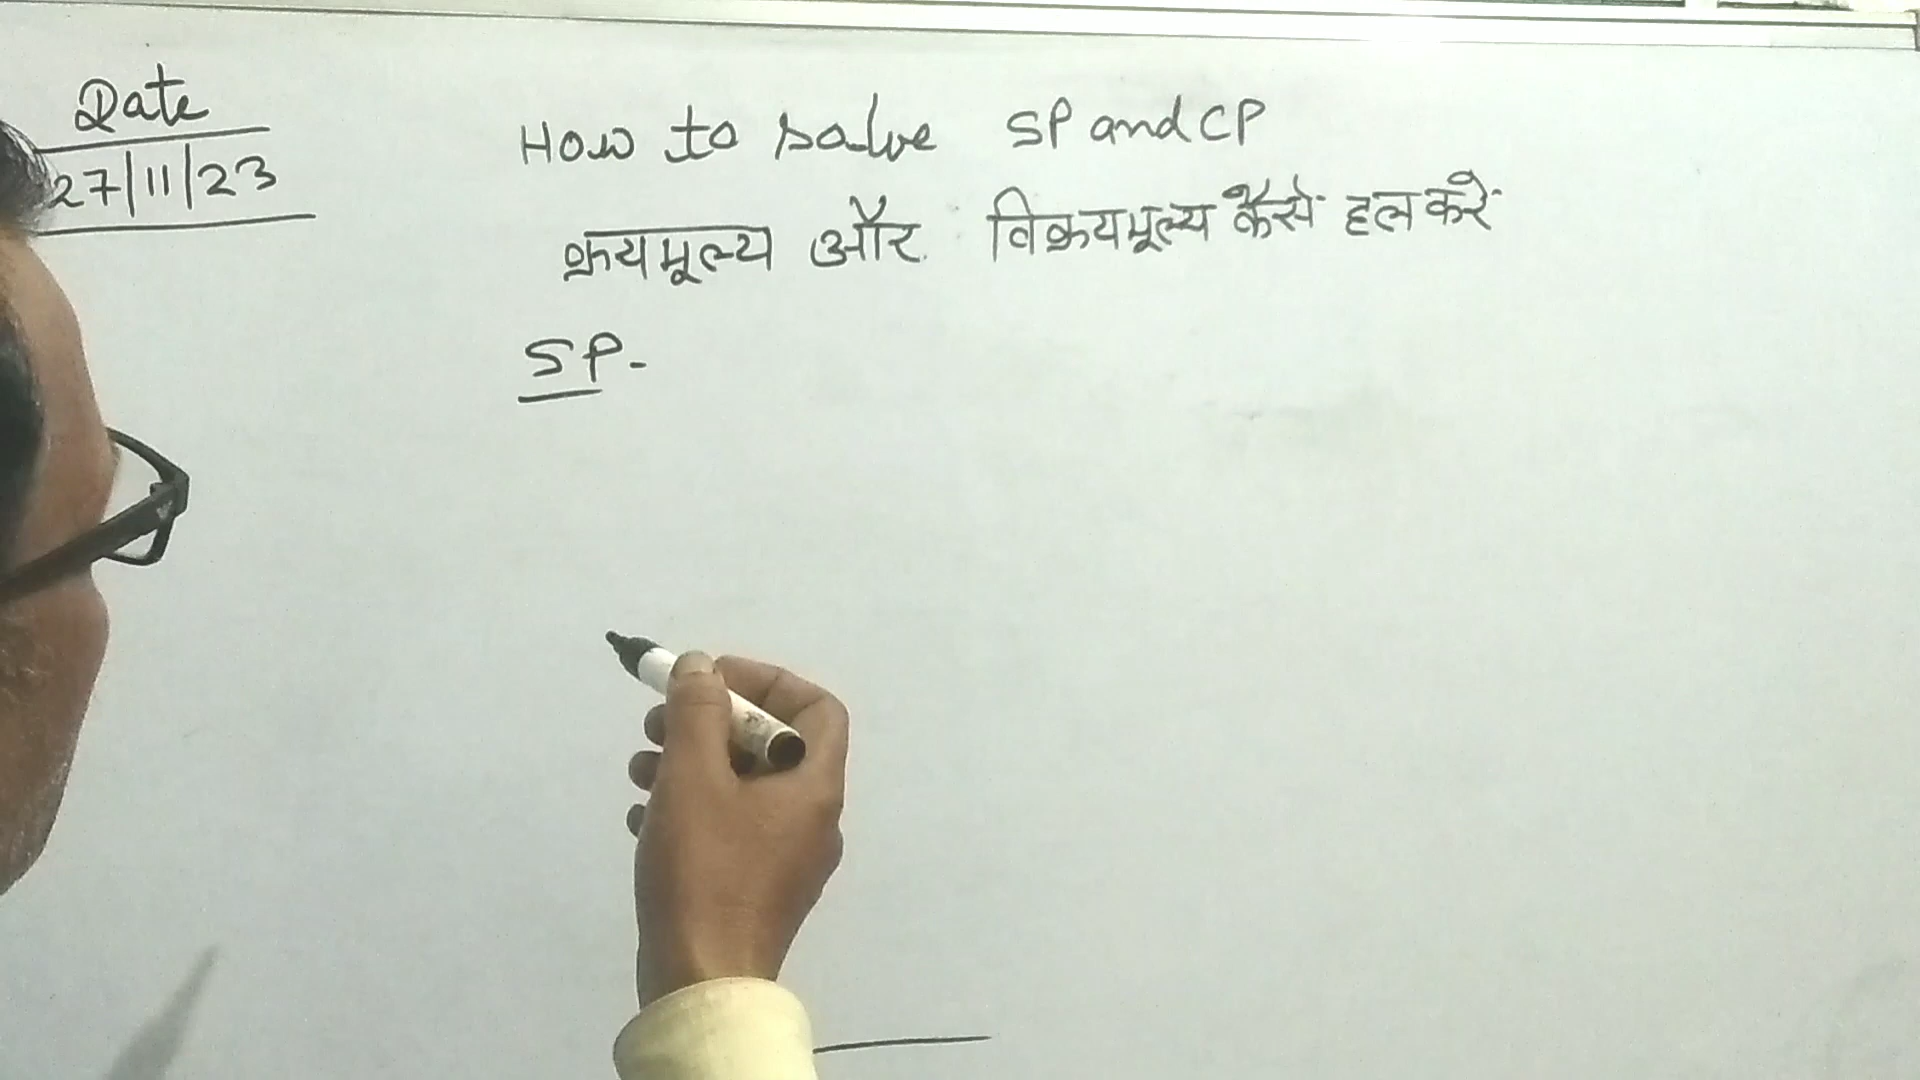 Date
27/11/23
How to solve SP and CP
क्रयमूल्य और विक्रयमूल्य कैसे हल करें
SP-